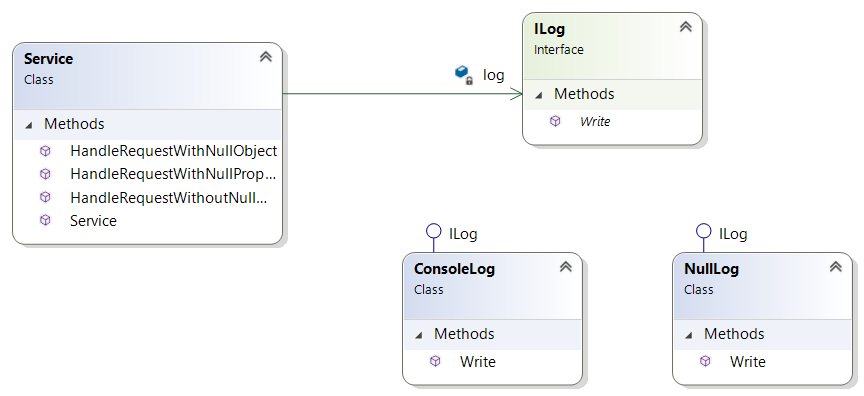 Service
Class
Methods
HandleRequestWithNullObject
HandleRequestWithNullProp...
HandleRequestWithoutNull...
Service
log
ILog
Interface
Methods
Write
ILog
ConsoleLog
Class
Methods
Write
ILog
NullLog
Class
Methods
Write